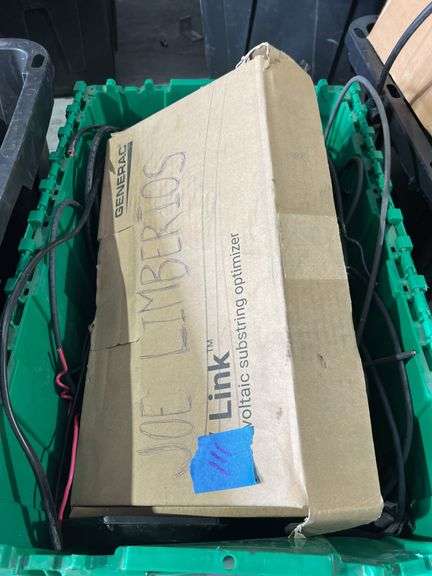 GENERAC
JOE LIMBERIOS
Link™
voltaic substring optimizer